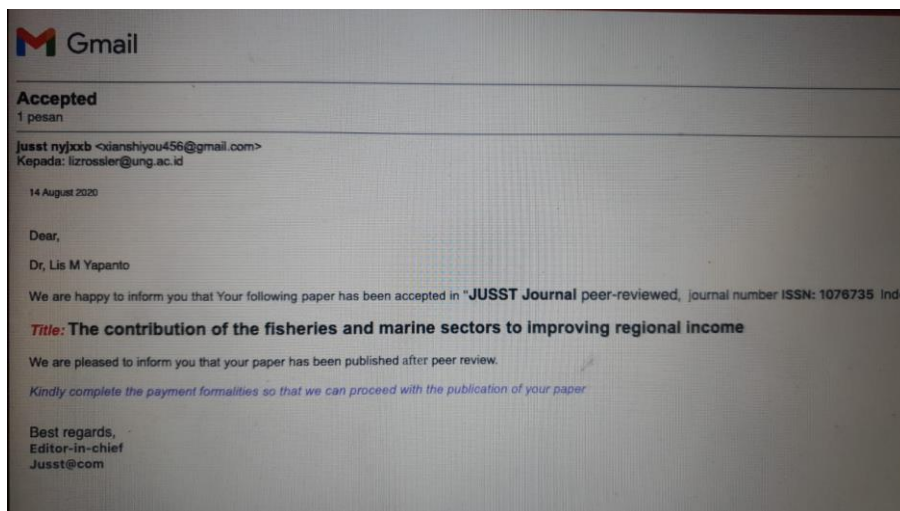 Gmail
Accepted
1 pesan
jusst nyjxxb <xianshiyou456@gmail.com>
Kepada: lizrossler@ung.ac.id
14 August 2020
Dear,
Dr, Lis M Yapanto
We are happy to inform you that Your following paper has been accepted in "JUSST Journal peer-reviewed, journal number ISSN: 1076735 Ind
Title: The contribution of the fisheries and marine sectors to improving regional income
We are pleased to inform you that your paper has been published after peer review.
Kindly complete the payment formalities so that we can proceed with the publication of your paper
Best regards,
Editor-in-chief
Jusst@com